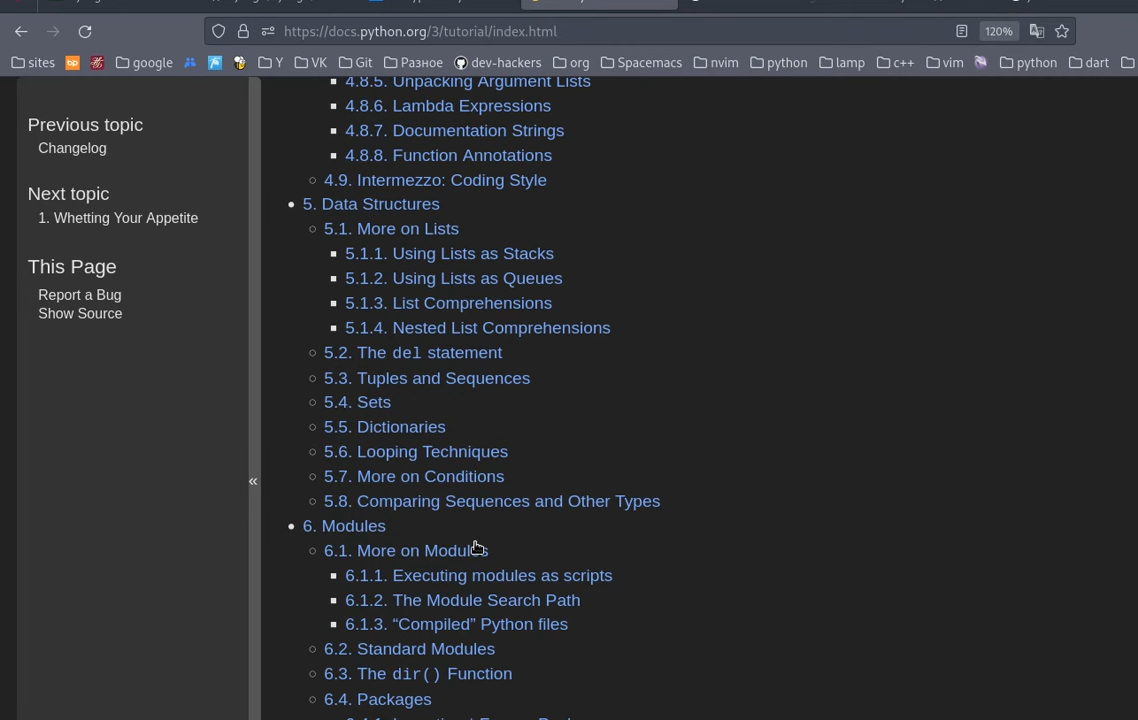 https://docs.python.org/3/tutorial/index.html
120%
sites
bp
google
Y
VK
Git
Разное
dev-hackers
org
Spacemacs
nvim
python
lamp
c++
vim
python
dart
Previous topic
Changelog
Next topic
1. Whetting Your Appetite
This Page
Report a Bug
Show Source
«
4.8.5. Unpacking Argument Lists
4.8.6. Lambda Expressions
4.8.7. Documentation Strings
4.8.8. Function Annotations
4.9. Intermezzo: Coding Style
5. Data Structures
5.1. More on Lists
5.1.1. Using Lists as Stacks
5.1.2. Using Lists as Queues
5.1.3. List Comprehensions
5.1.4. Nested List Comprehensions
5.2. The del statement
5.3. Tuples and Sequences
5.4. Sets
5.5. Dictionaries
5.6. Looping Techniques
5.7. More on Conditions
5.8. Comparing Sequences and Other Types
6. Modules
6.1. More on Modules
6.1.1. Executing modules as scripts
6.1.2. The Module Search Path
6.1.3. “Compiled” Python files
6.2. Standard Modules
6.3. The dir() Function
6.4. Packages